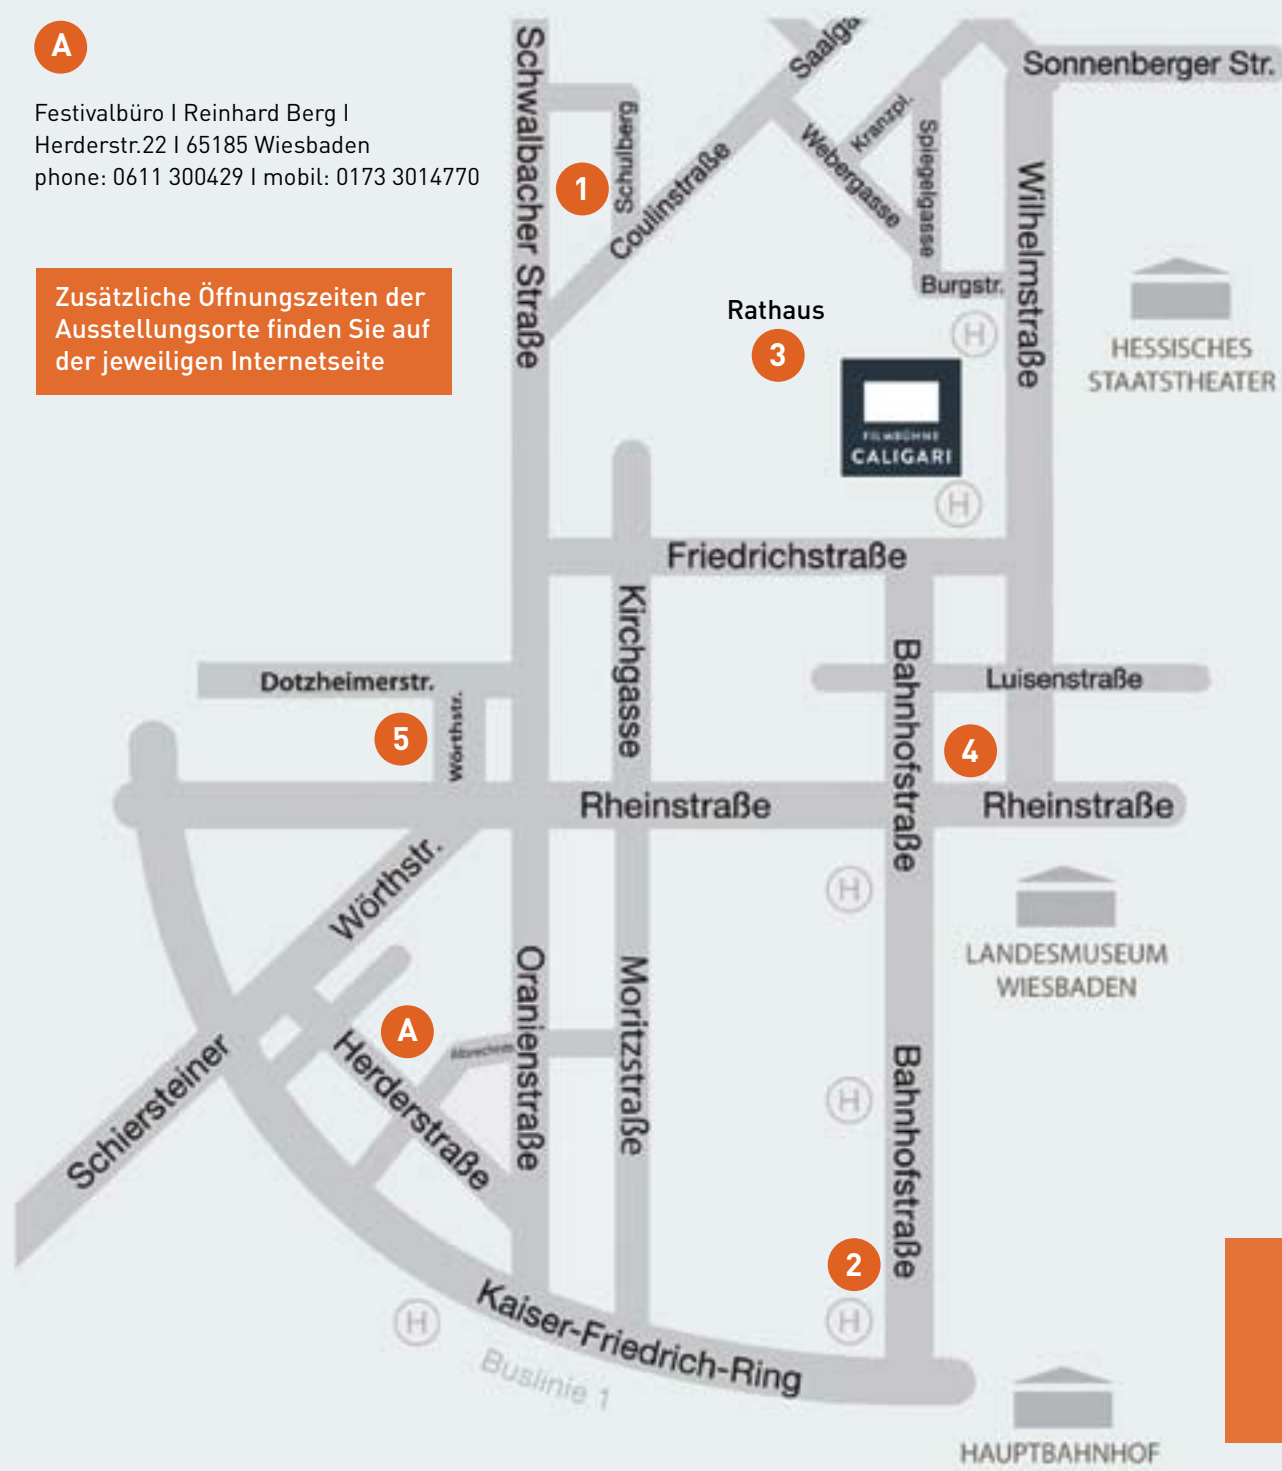 A
Festivalbüro I Reinhard Berg I
Herderstr.22 I 65185 Wiesbaden
phone: 0611 300429 I mobil: 0173 3014770
Zusätzliche Öffnungszeiten der
Ausstellungsorte finden Sie auf
der jeweiligen Internetseite
Schwalbacher Straße
Schulberg
1
Coulinstraße
Saalga
Webergasse
Kranzpl.
Spiegelgasse
Burgstr.
Wilhelmstraße
Sonnenberger Str.
HESSISCHES
STAATSTHEATER
Rathaus
3
H
FILMBÜHNE
CALIGARI
H
Friedrichstraße
Kirchgasse
Bahnhofstraße
Luisenstraße
Dotzheimerstr.
Wörthstr.
5
4
Rheinstraße
Rheinstraße
Wörthstr.
H
LANDESMUSEUM
WIESBADEN
Oranienstraße
Moritzstraße
A
Herderstraße
Schiersteiner
H
Bahnhofstraße
2
H
H
Kaiser-Friedrich-Ring
Buslinie 1
HAUPTBAHNHOF